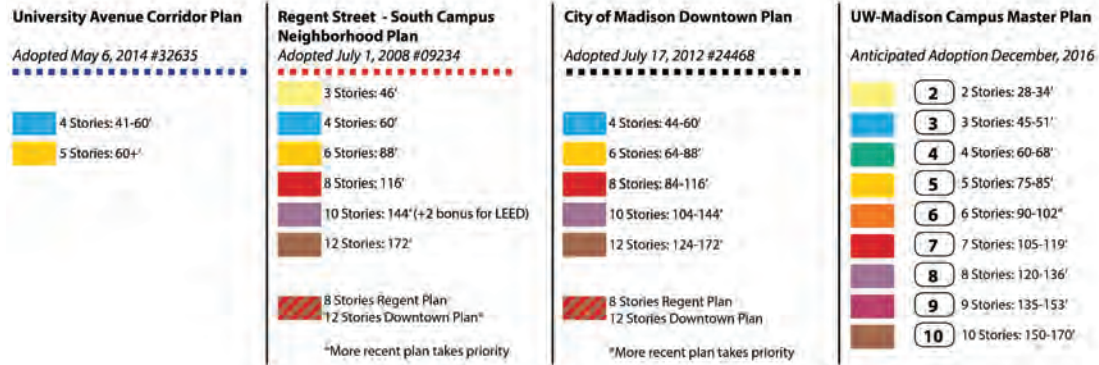 University Avenue Corridor Plan
Adopted May 6, 2014 #32635
4 Stories: 41-60'
5 Stories: 60+'
Regent Street - South Campus
Neighborhood Plan
Adopted July 1, 2008 #09234
3 Stories: 46'
4 Stories: 60'
6 Stories: 88'
8 Stories: 116'
10 Stories: 144' (+2 bonus for LEED)
12 Stories: 172'
8 Stories Regent Plan
12 Stories Downtown Plan*
*More recent plan takes priority
City of Madison Downtown Plan
Adopted July 17, 2012 #24468
4 Stories: 44-60'
6 Stories: 64-88'
8 Stories: 84-116'
10 Stories: 104-144'
12 Stories: 124-172'
8 Stories Regent Plan
12 Stories Downtown Plan
*More recent plan takes priority
UW-Madison Campus Master Plan
Anticipated Adoption December, 2016
2 2 Stories: 28-34'
3 3 Stories: 45-51'
4 4 Stories: 60-68'
5 5 Stories: 75-85'
6 6 Stories: 90-102"
7 7 Stories: 105-119'
8 8 Stories: 120-136'
9 9 Stories: 135-153'
10 10 Stories: 150-170'